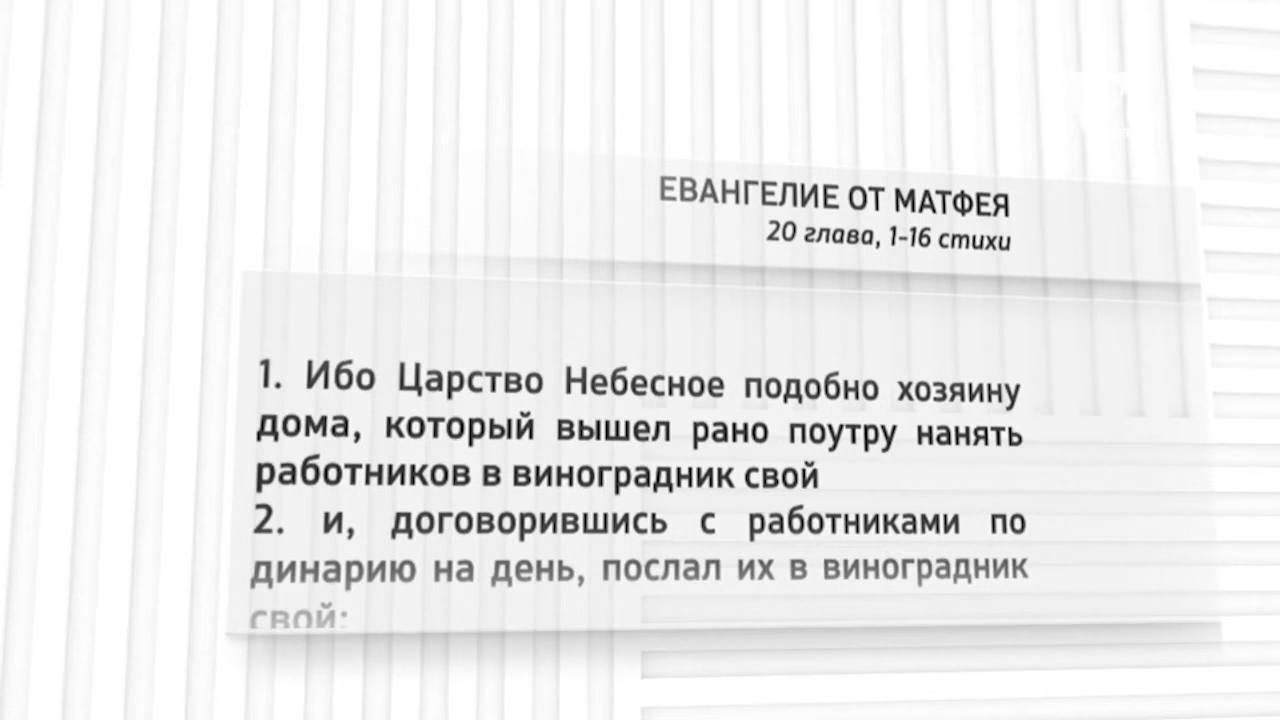 ЕВАНГЕЛИЕ ОТ МАТФЕЯ
20 глава, 1-16 стихи
1. Ибо Царство Небесное подобно хозяину
дома, который вышел рано поутру нанять
работников в виноградник свой
2. и, договорившись с работниками по
динарию на день, послал их в виноградник
свой;